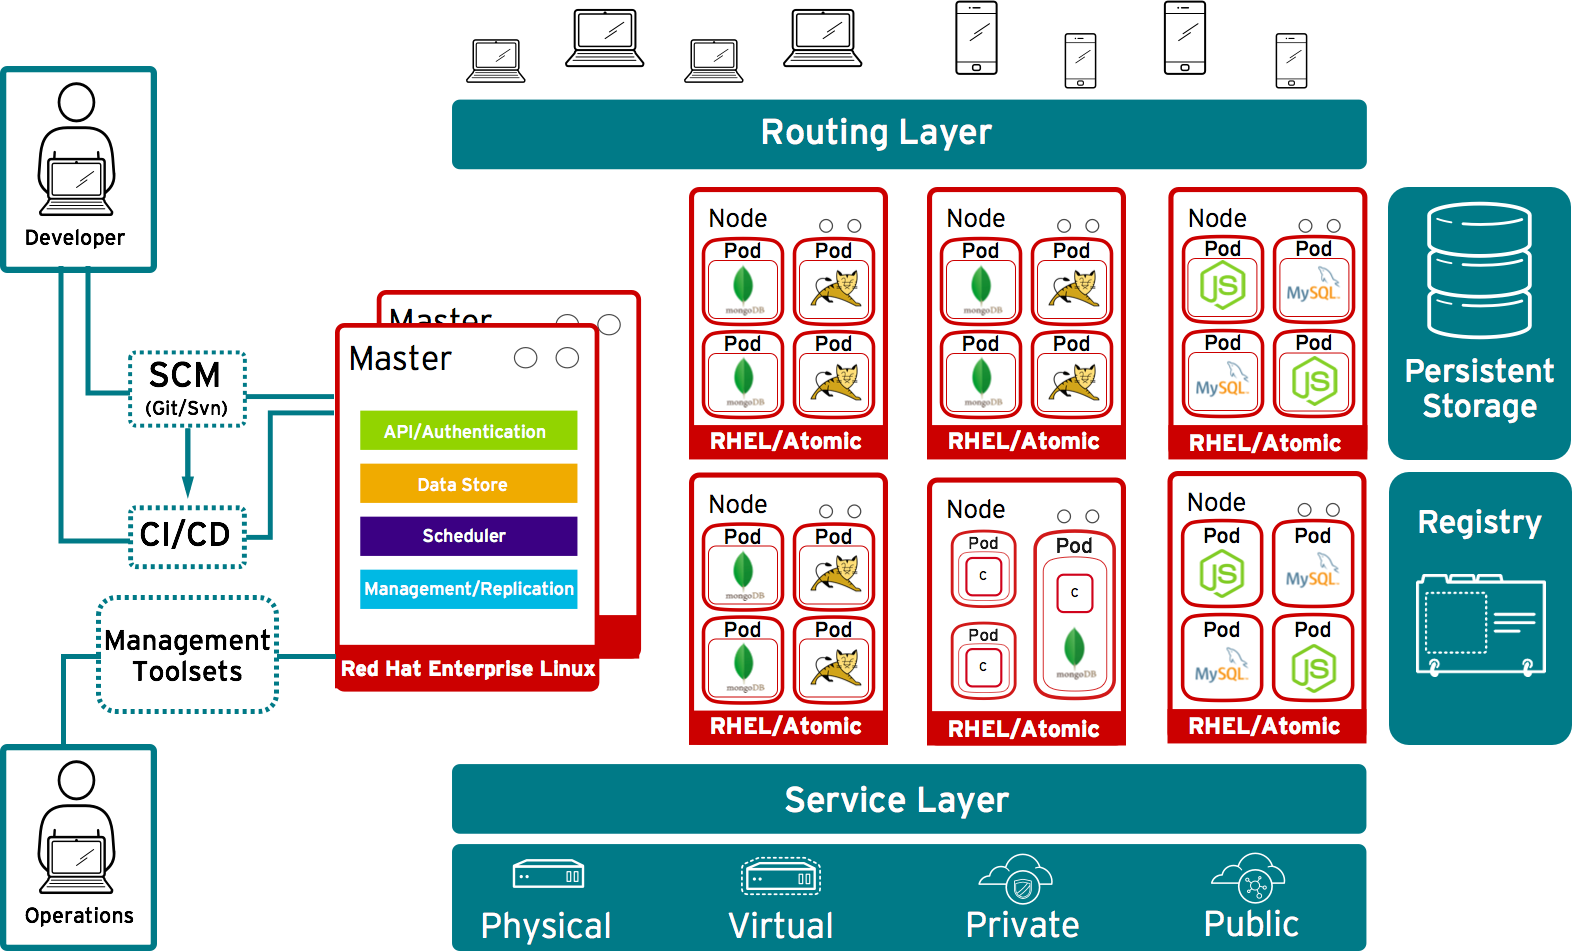 Routing Layer
Developer
SCM
(Git/Svn)
CI/CD
Management
Toolsets
Operations
Master
Master
API/Authentication
Data Store
Scheduler
Management/Replication
Red Hat Enterprise Linux
Node
Pod
mongoDB
Pod
Pod
mongoDB
Pod
RHEL/Atomic
Node
Pod
mongoDB
Pod
Pod
mongoDB
Pod
RHEL/Atomic
Node
Pod
JS
Pod
MySQL
Pod
MySQL
Pod
JS
RHEL/Atomic
Node
Pod
mongoDB
Pod
Pod
mongoDB
Pod
RHEL/Atomic
Node
Pod
C
Pod
C
Pod
C
mongoDB
RHEL/Atomic
Node
Pod
JS
Pod
MySQL
Pod
MySQL
Pod
JS
RHEL/Atomic
Persistent
Storage
Registry
Service Layer
Physical
Virtual
Private
Public